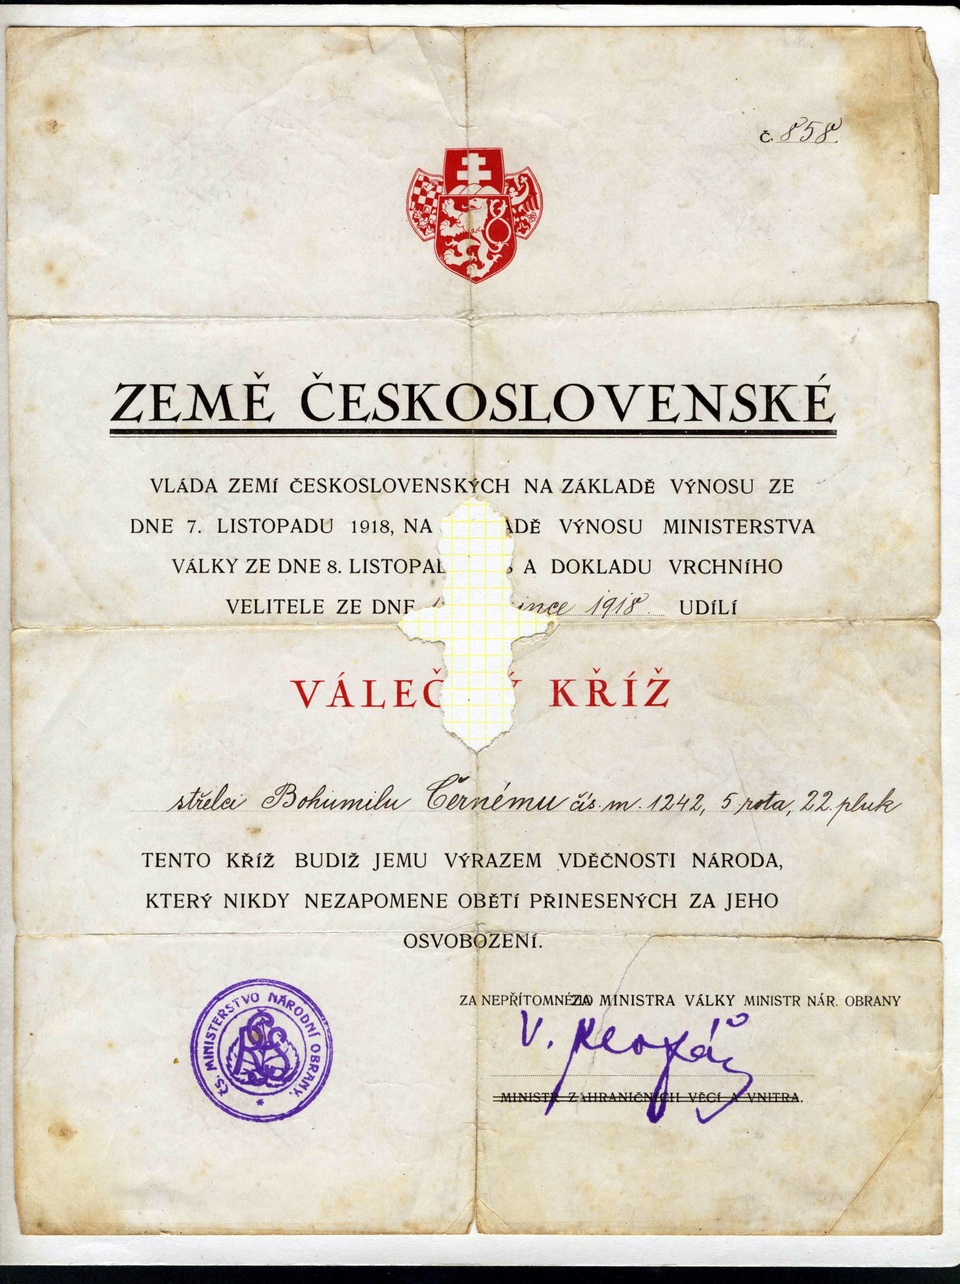 č. 858.
ZEMĚ ČESKOSLOVENSKÉ
VLÁDA ZEMÍ ČESKOSLOVENSKÝCH NA ZÁKLADĚ VÝNOSU ZE
DNE 7. LISTOPADU 1918, NA ADĚ VÝNOSU MINISTERSTVA
VÁLKY ZE DNE 8. LISTOPA A DOKLADU VRCHNÍHO
VELITELE ZE DNE ince 1918. UDÍLÍ
VÁLEČ Ý KŘÍŽ
střelci Bohumilu Černému čís. m. 1242, 5. rota, 22. pluk
TENTO KŘÍŽ BUDIŽ JEMU VÝRAZEM VDĚČNOSTI NÁRODA,
KTERÝ NIKDY NEZAPOMENE OBĚTÍ PŘINESENÝCH ZA JEHO
OSVOBOZENÍ.
ČS. MINISTERSTVO NÁRODNÍ OBRANY.
ZA NEPŘÍTOMNÉHO MINISTRA VÁLKY MINISTR NÁR. OBRANY
V. Klofáč
MINISTR ZAHRANIČNÍCH VĚCÍ A VNITRA.